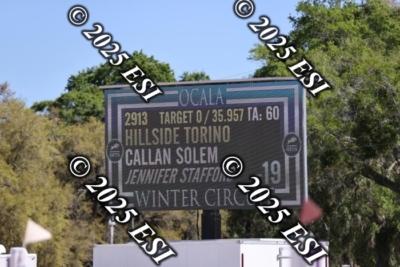 © 2025 ESI
© 2025 ESI
OCALA
2913 TARGET 0 / 35.957 TA: 60
HILLSIDE TORINO
CALLAN SOLEM
JENNIFER STAFFORD
19
WINTER CIRCUIT
© 2025 ESI
© 2025 ESI